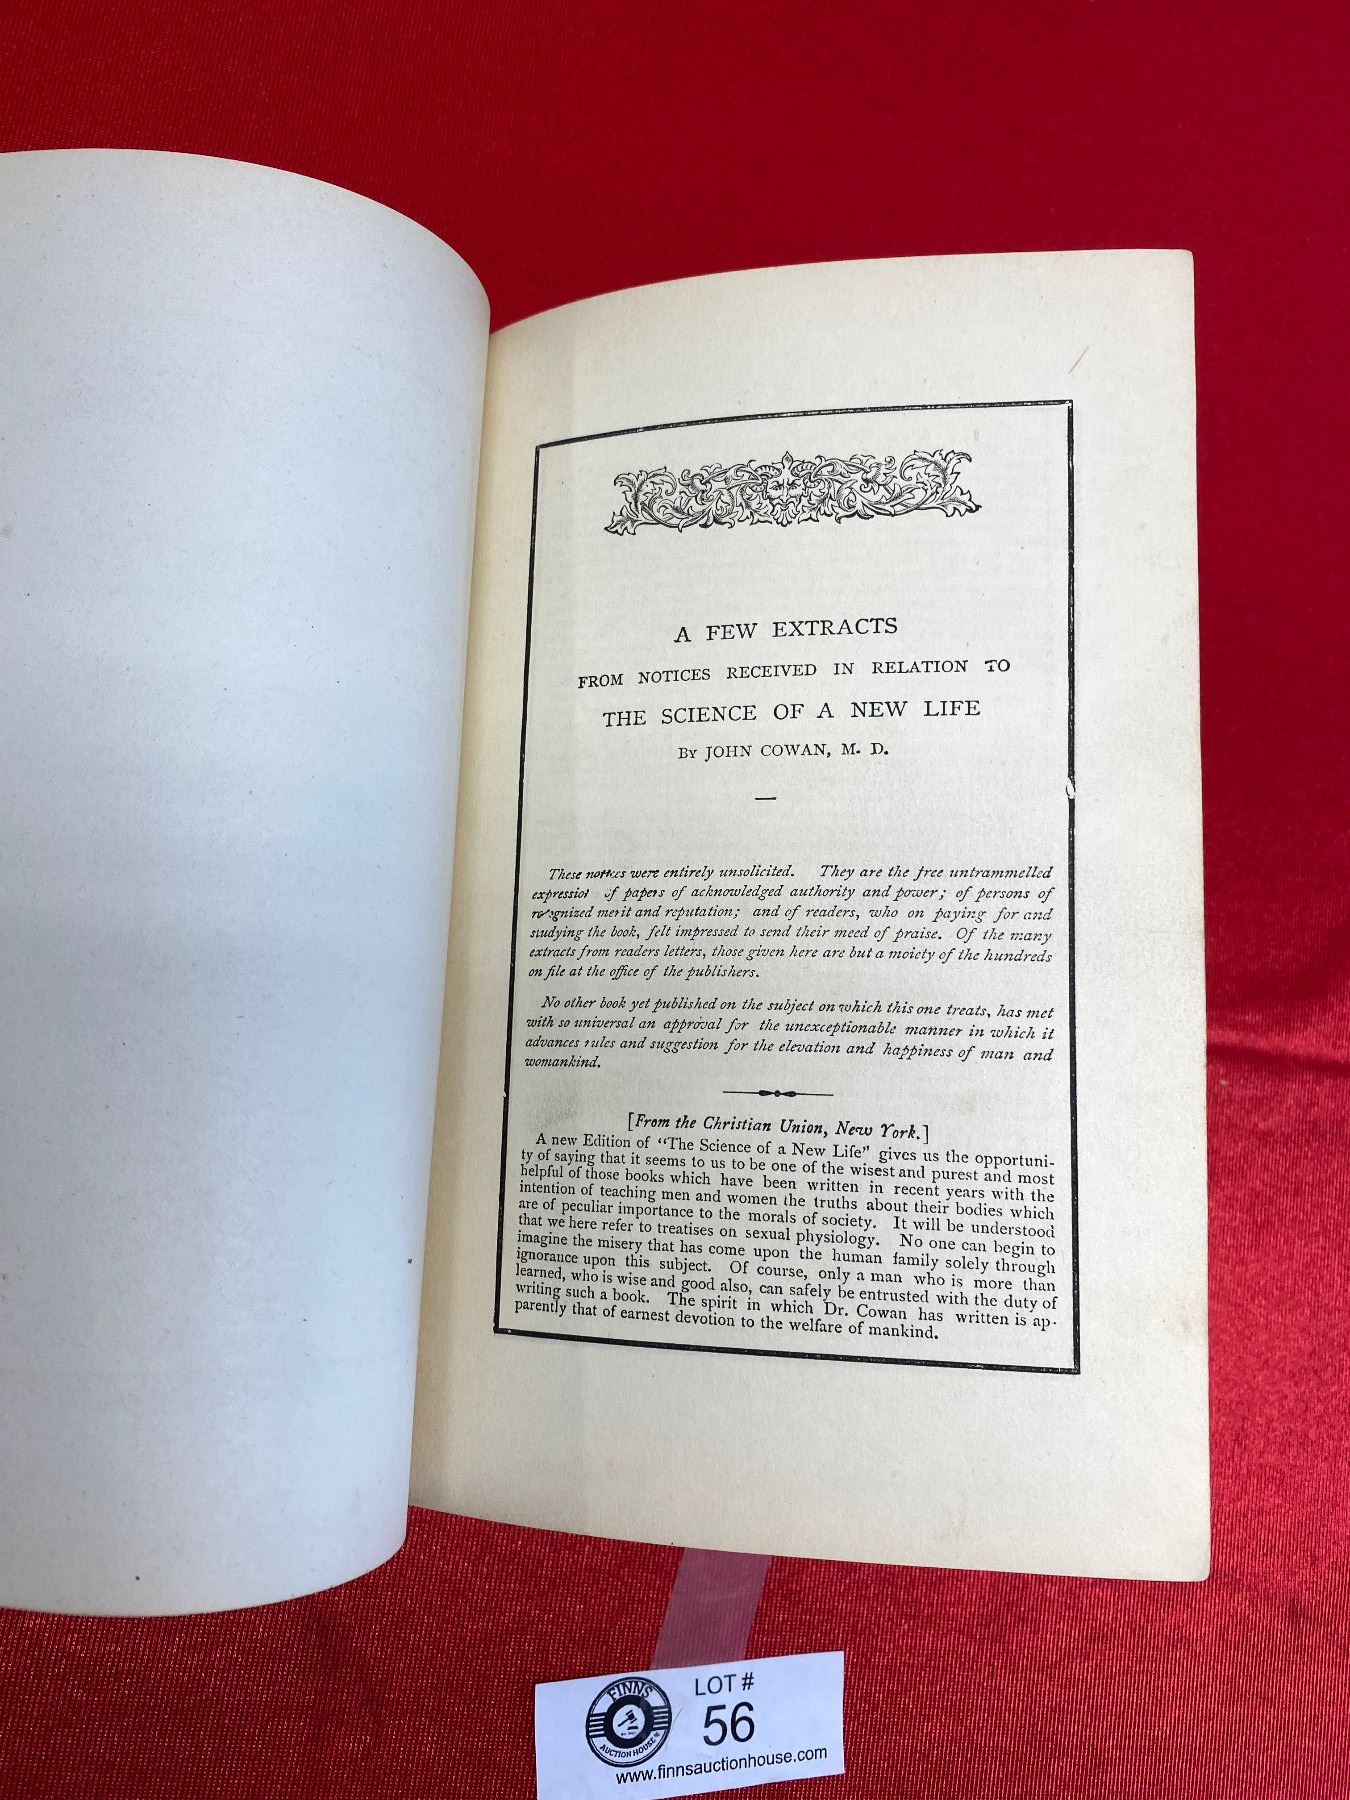 A FEW EXTRACTS
FROM NOTICES RECEIVED IN RELATION TO
THE SCIENCE OF A NEW LIFE
By JOHN COWAN, M. D.
These notices were entirely unsolicited. They are the free untrammelled
expression of papers of acknowledged authority and power; of persons of
recognized merit and reputation; and of readers, who on paying for and
studying the book, felt impressed to send their meed of praise. Of the many
extracts from readers letters, those given here are but a moiety of the hundreds
on file at the office of the publishers.
No other book yet published on the subject on which this one treats, has met
with so universal an approval for the unexceptionable manner in which it
advances rules and suggestion for the elevation and happiness of man and
womankind.
[From the Christian Union, New York.]
A new Edition of "The Science of a New Life" gives us the opportuni-
ty of saying that it seems to us to be one of the wisest and purest and most
helpful of those books which have been written in recent years with the
intention of teaching men and women the truths about their bodies which
are of peculiar importance to the morals of society. It will be understood
that we here refer to treatises on sexual physiology. No one can begin to
imagine the misery that has come upon the human family solely through
ignorance upon this subject. Of course, only a man who is more than
learned, who is wise and good also, can safely be entrusted with the duty of
writing such a book. The spirit in which Dr. Cowan has written is ap-
parently that of earnest devotion to the welfare of mankind.
FINNS
AUCTION HOUSE
LOT #
56
www.finnsauctionhouse.com